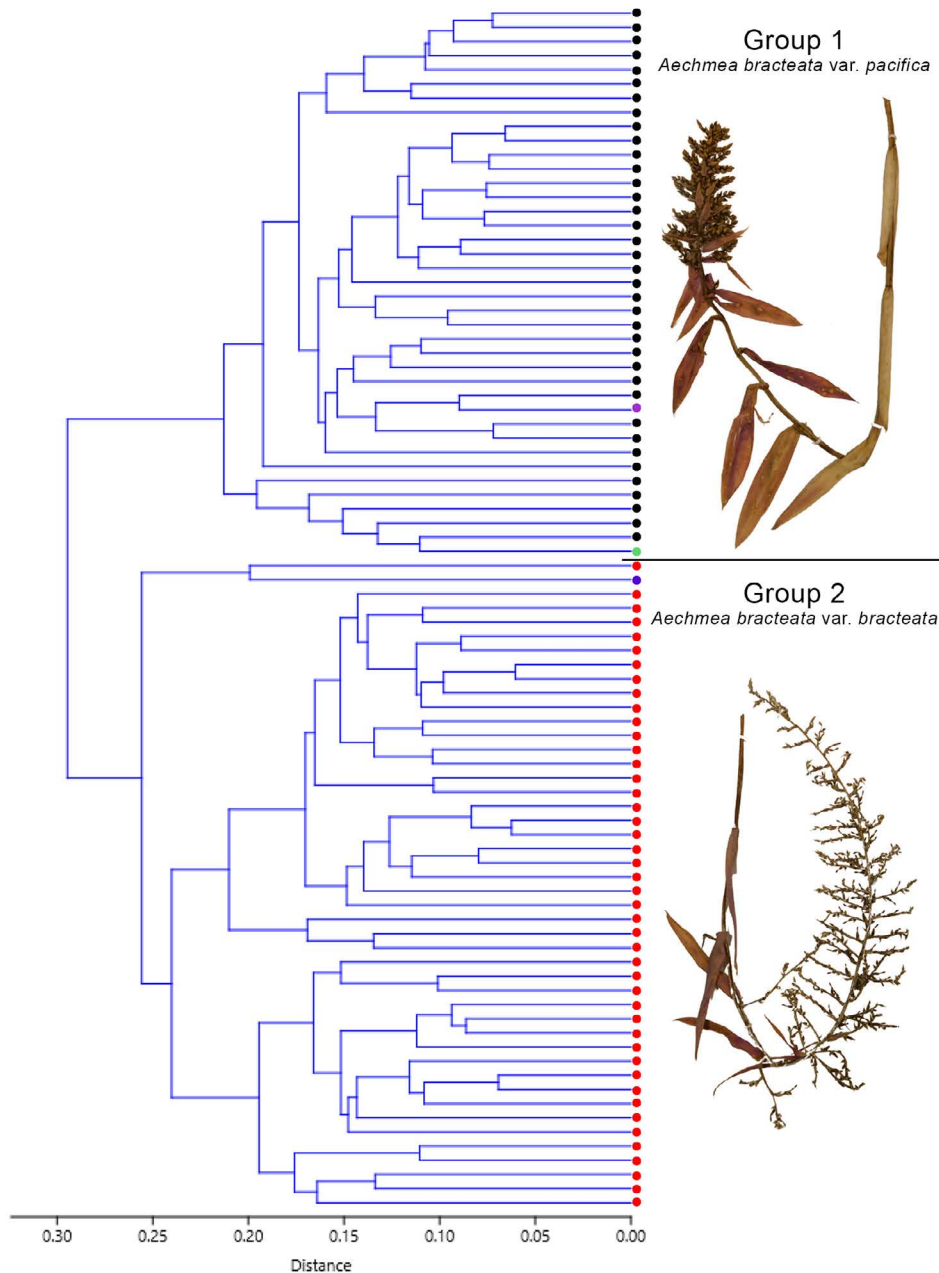 Group 1
Aechmea bracteata var. pacifica
Group 2
Aechmea bracteata var. bracteata
0.30 0.25 0.20 0.15 0.10 0.05 0.00
Distance